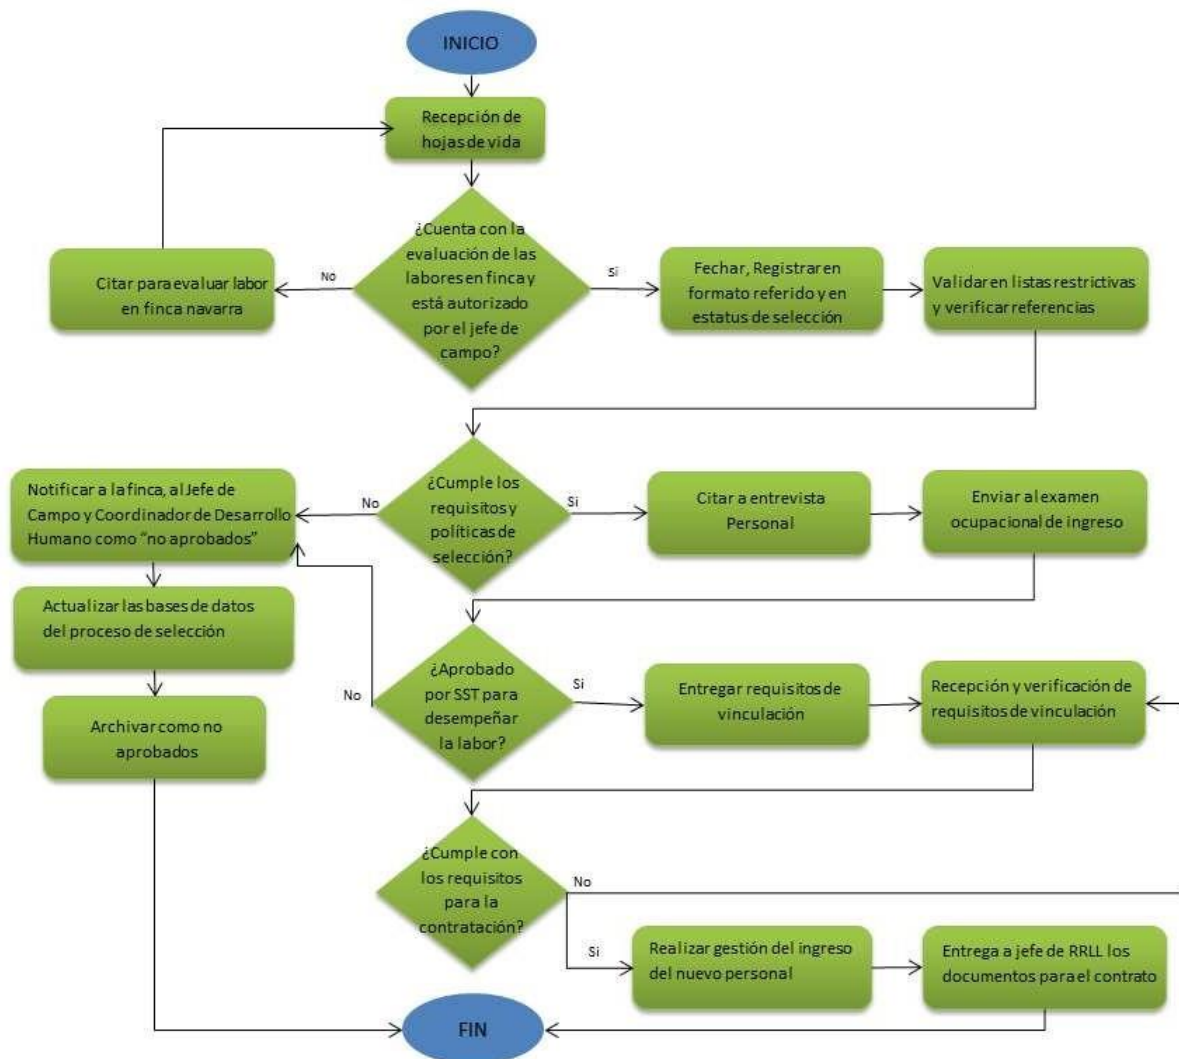 INICIO
Recepción de
hojas de vida
¿Cuenta con la
evaluación de las
labores en finca y
está autorizado
por el jefe de
campo?
No
Citar para evaluar labor
en finca navarra
Si
Fechar, Registrar en
formato referido y en
estatus de selección
Validar en listas restrictivas
y verificar referencias
¿Cumple los
requisitos y
políticas de
selección?
No
Notificar a la finca, al Jefe de
Campo y Coordinador de Desarrollo
Humano como “no aprobados”
Si
Citar a entrevista
Personal
Enviar al examen
ocupacional de ingreso
Actualizar las bases de datos
del proceso de selección
Archivar como no
aprobados
¿Aprobado
por SST para
desempeñar
la labor?
No
Si
Entregar requisitos de
vinculación
Recepción y verificación de
requisitos de vinculación
¿Cumple con
los requisitos
para la
contratación?
No
Si
Realizar gestión del ingreso
del nuevo personal
Entrega a jefe de RRLL los
documentos para el contrato
FIN